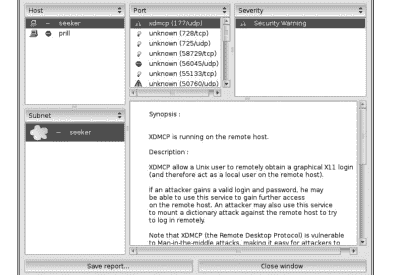 Host
Port
Severity
seeker
prill
xdmcp (177/udp)
unknown (728/tcp)
unknown (725/udp)
unknown (58729/tcp)
unknown (56045/udp)
unknown (55133/tcp)
unknown (50760/udp)
Security Warning
Subnet
seeker
Synopsis :
XDMCP is running on the remote host.
Description :
XDMCP allow a Unix user to remotely obtain a graphical X11 login
(and therefore act as a local user on the remote host).
If an attacker gains a valid login and password, he may
be able to use this service to gain further access
on the remote host. An attacker may also use this service
to mount a dictionary attack against the remote host to try
to log in remotely.
Note that XDMCP (the Remote Desktop Protocol) is vulnerable
to Man-in-the-middle attacks, making it easy for attackers to
Save report...
Close window